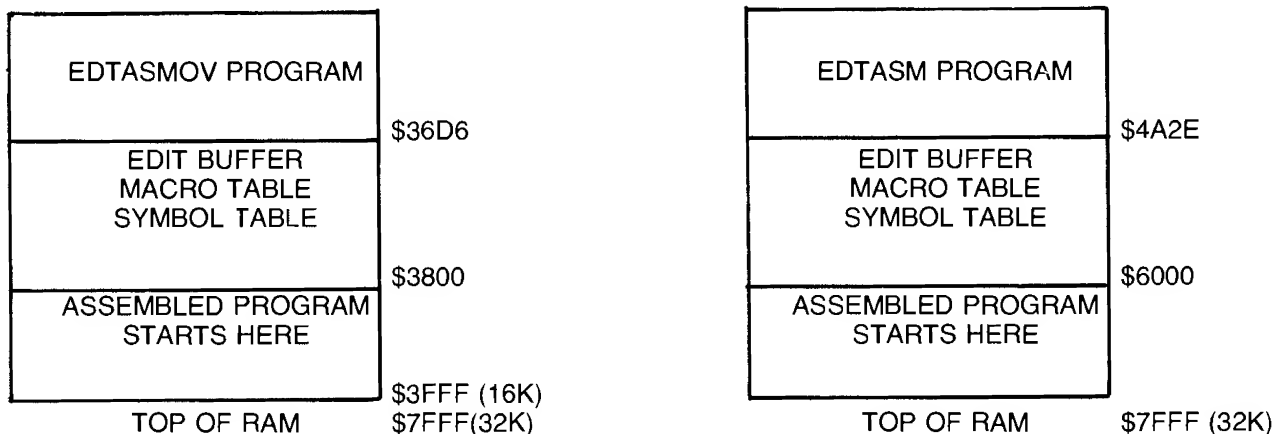 EDTASMOV PROGRAM
$36D6
EDIT BUFFER
MACRO TABLE
SYMBOL TABLE
$3800
ASSEMBLED PROGRAM
STARTS HERE
$3FFF (16K)
TOP OF RAM
$7FFF(32K)
EDTASM PROGRAM
$4A2E
EDIT BUFFER
MACRO TABLE
SYMBOL TABLE
$6000
ASSEMBLED PROGRAM
STARTS HERE
TOP OF RAM
$7FFF (32K)